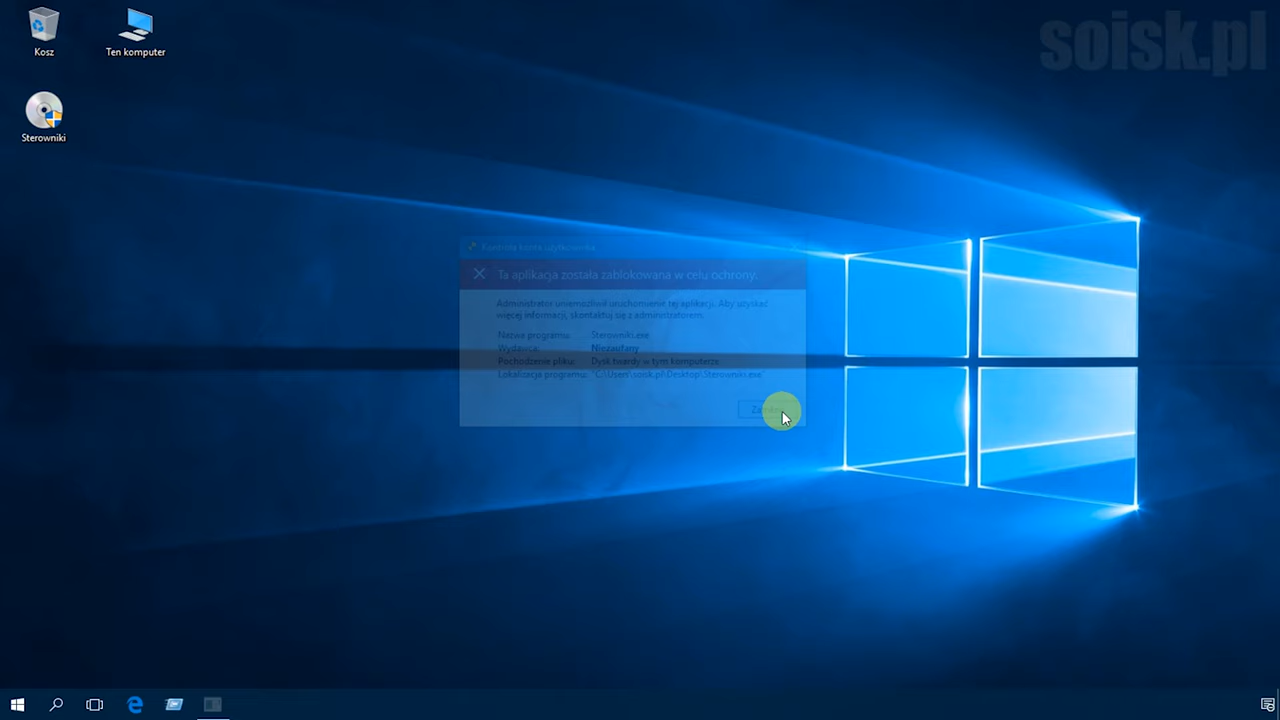 soisk.pl
Kosz
Ten komputer
Sterowniki
Kontrola konta użytkownika
Ta aplikacja została zablokowana w celu ochrony.
Administrator uniemożliwił uruchomienie tej aplikacji. Aby uzyskać
więcej informacji, skontaktuj się z administratorem.
Nazwa programu: Sterowniki.exe
Wydawca: Niezaufany
Pochodzenie pliku: Dysk twardy w tym komputerze
Lokalizacja programu: "C:\Users\soisk.pl\Desktop\Sterowniki.exe"